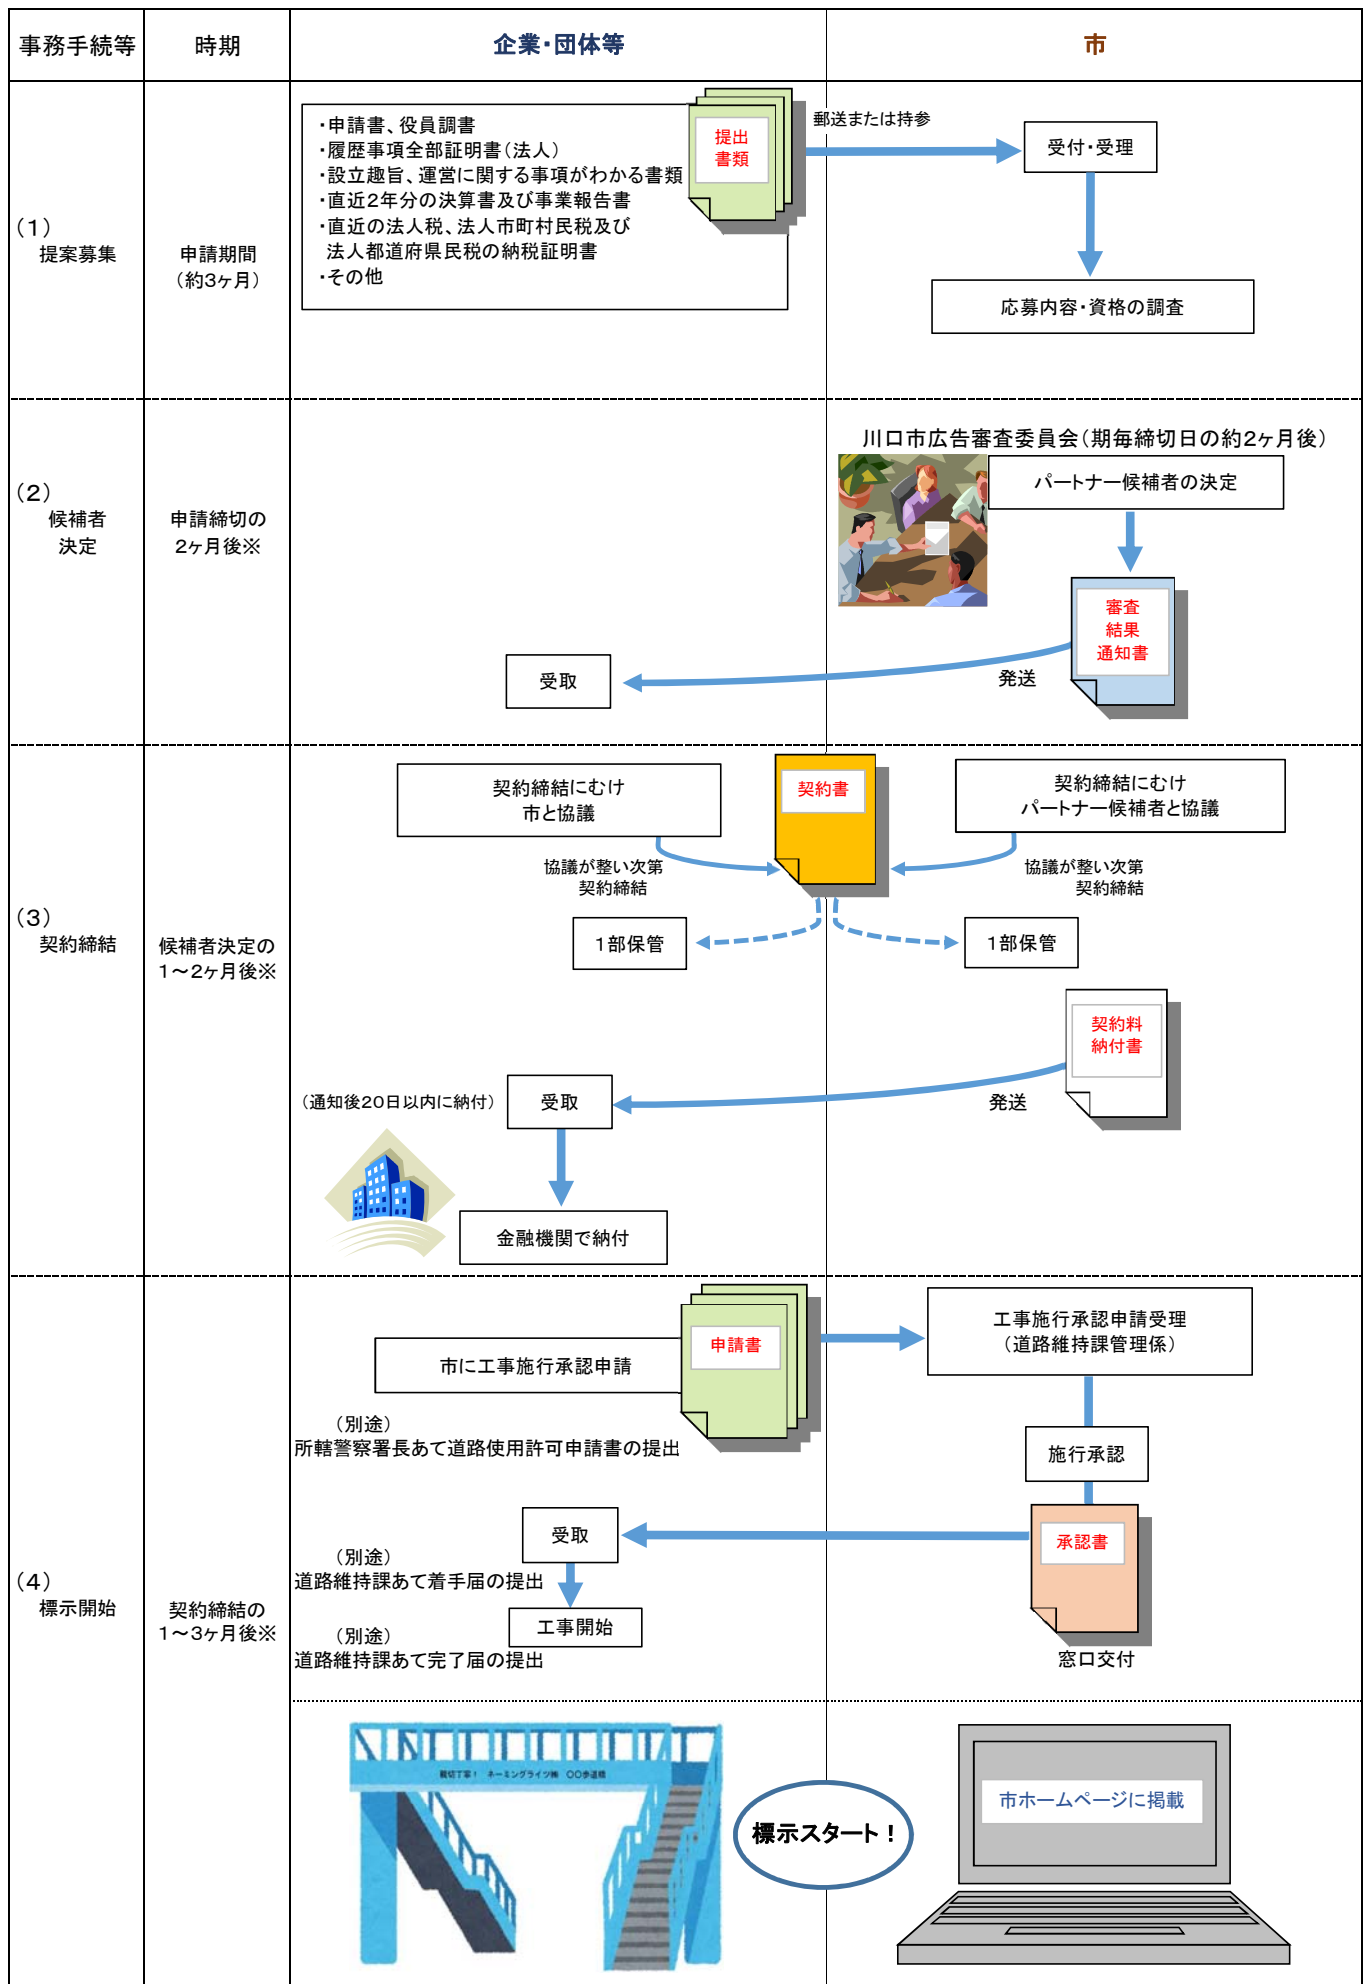 事務手続等
時期
企業・団体等
市
(1)
提案募集
申請期間
(約3ヶ月)
・申請書、役員調書
・履歴事項全部証明書(法人)
・設立趣旨、運営に関する事項がわかる書類
・直近2年分の決算書及び事業報告書
・直近の法人税、法人市町村民税及び
法人都道府県民税の納税証明書
・その他
提出
書類
郵送または持参
受付・受理
応募内容・資格の調査
(2)
候補者
決定
申請締切の
2ヶ月後※
川口市広告審査委員会(期毎締切日の約2ヶ月後)
パートナー候補者の決定
審査
結果
通知書
発送
受取
(3)
契約締結
候補者決定の
1～2ヶ月後※
契約締結にむけ
市と協議
契約書
契約締結にむけ
パートナー候補者と協議
協議が整い次第
契約締結
協議が整い次第
契約締結
1部保管
1部保管
契約料
納付書
発送
(通知後20日以内に納付)
受取
金融機関で納付
(4)
標示開始
契約締結の
1～3ヶ月後※
市に工事施行承認申請
申請書
工事施行承認申請受理
(道路維持課管理係)
(別途)
所轄警察署長あて道路使用許可申請書の提出
施行承認
承認書
窓口交付
受取
(別途)
道路維持課あて着手届の提出
工事開始
(別途)
道路維持課あて完了届の提出
親切丁寧! ネーミングライツ㈱ 〇〇歩道橋
標示スタート!
市ホームページに掲載